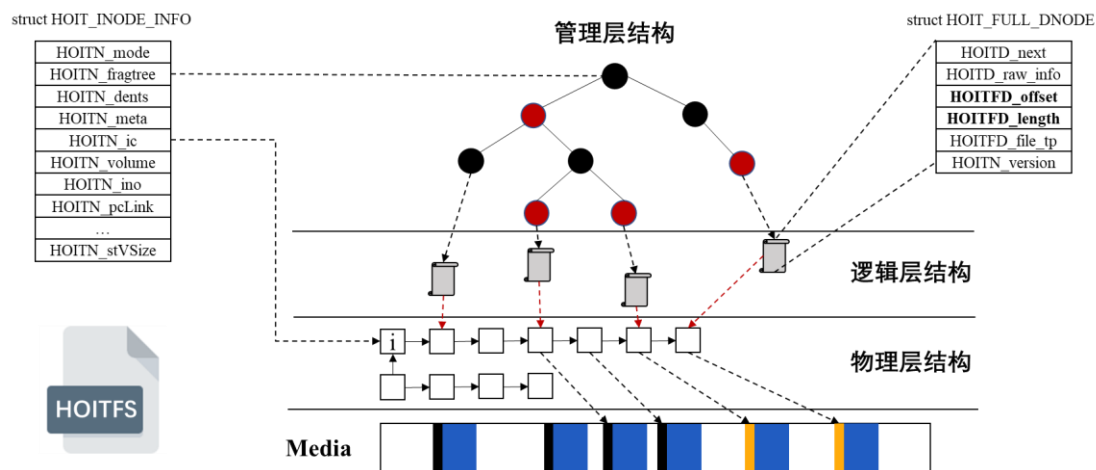 struct HOIT_INODE_INFO
HOITN_mode
HOITN_fragtree
HOITN_dents
HOITN_meta
HOITN_ic
HOITN_volume
HOITN_ino
HOITN_pcLink
…
HOITN_stVSize
管理层结构
struct HOIT_FULL_DNODE
HOITD_next
HOITD_raw_info
HOITFD_offset
HOITFD_length
HOITFD_file_tp
HOITN_version
逻辑层结构
i
物理层结构
HOITFS
Media